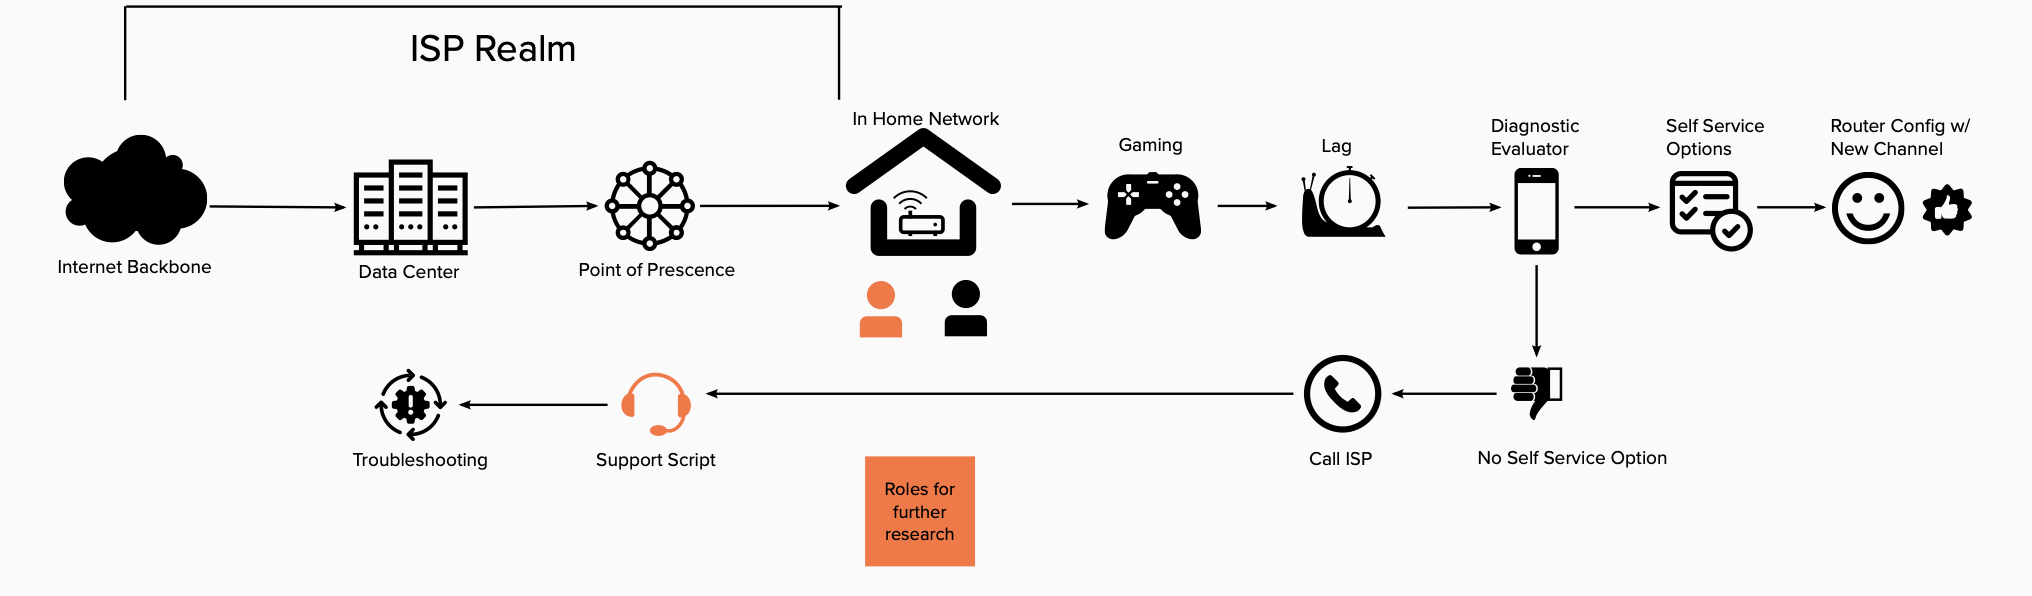 ISP Realm
Internet Backbone
Data Center
Point of Prescence
In Home Network
Gaming
Lag
Diagnostic
Evaluator
Self Service
Options
Router Config w/
New Channel
Troubleshooting
Support Script
Call ISP
No Self Service Option
Roles for
further
research